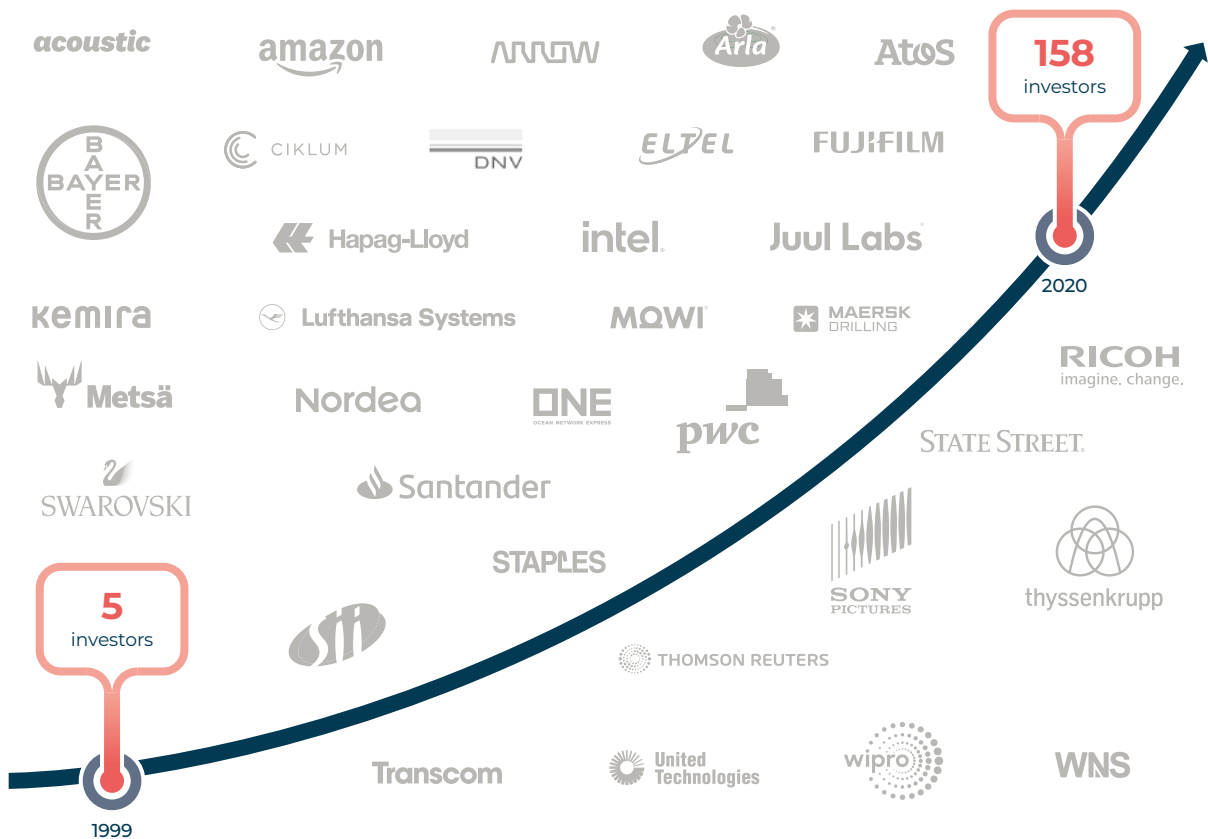 acoustic
amazon
ARROW
Arla®
Atos
158
investors
BAYER
BAYER
CIKLUM
DNV
ELTEL
FUJIFILM
Hapag-Lloyd
intel®
Juul Labs
2020
kemira
Lufthansa Systems
MOWI®
MAERSK
DRILLING
RICOH
imagine. change.
Metsä
Nordea
ONE
OCEAN NETWORK EXPRESS
pwc
STATE STREET®
SWAROVSKI
Santander
STAPLES
SONY
PICTURES
thyssenkrupp
5
investors
stı
THOMSON REUTERS
Transcom
United
Technologies
wipro
WNS
1999